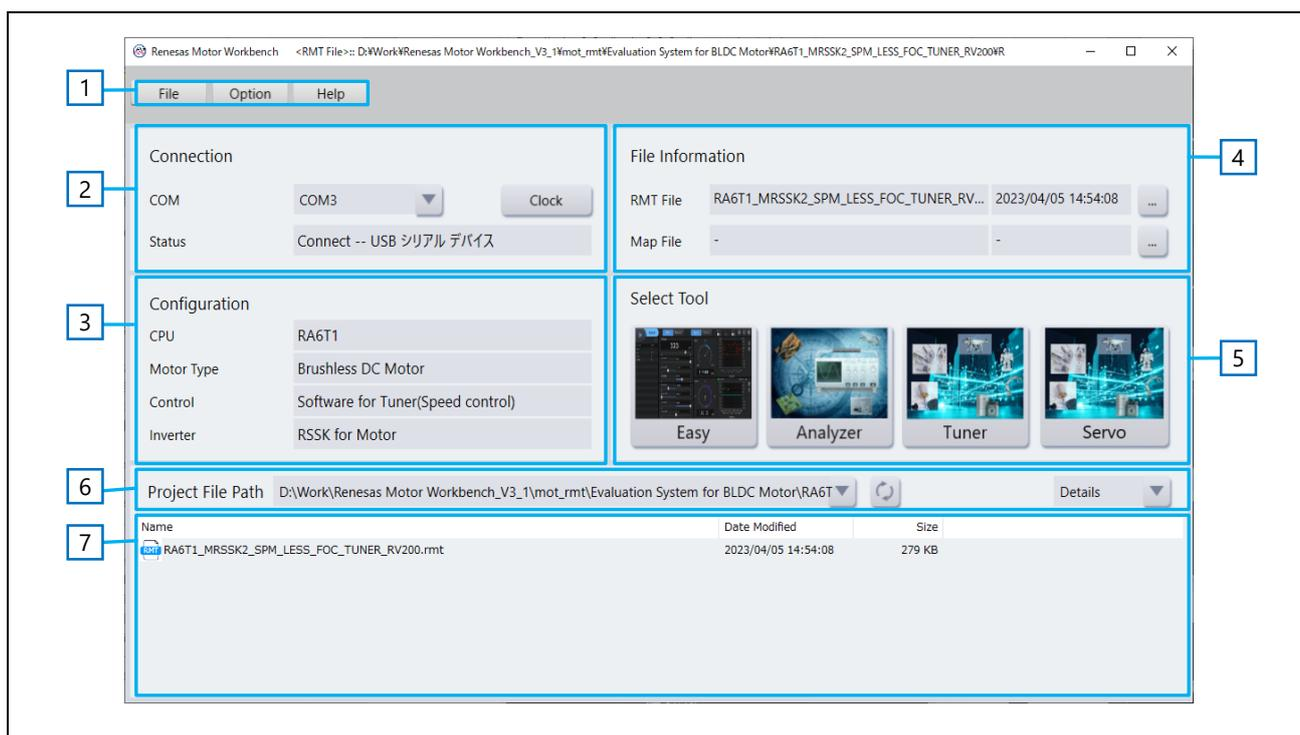 Renesas Motor Workbench <RMT File>:: D:¥Work¥Renesas Motor Workbench_V3_1¥mot_rmt¥Evaluation System for BLDC Motor¥RA6T1_MRSSK2_SPM_LESS_FOC_TUNER_RV200¥R
1
File Option Help
2
Connection
COM COM3 Clock
Status Connect -- USB シリアル デバイス
4
File Information
RMT File RA6T1_MRSSK2_SPM_LESS_FOC_TUNER_RV... 2023/04/05 14:54:08 ...
Map File - - ...
3
Configuration
CPU RA6T1
Motor Type Brushless DC Motor
Control Software for Tuner(Speed control)
Inverter RSSK for Motor
5
Select Tool
Easy Analyzer Tuner Servo
6
Project File Path D:\Work\Renesas Motor Workbench_V3_1\mot_rmt\Evaluation System for BLDC Motor\RA6T Details
7
Name Date Modified Size
RMT RA6T1_MRSSK2_SPM_LESS_FOC_TUNER_RV200.rmt 2023/04/05 14:54:08 279 KB